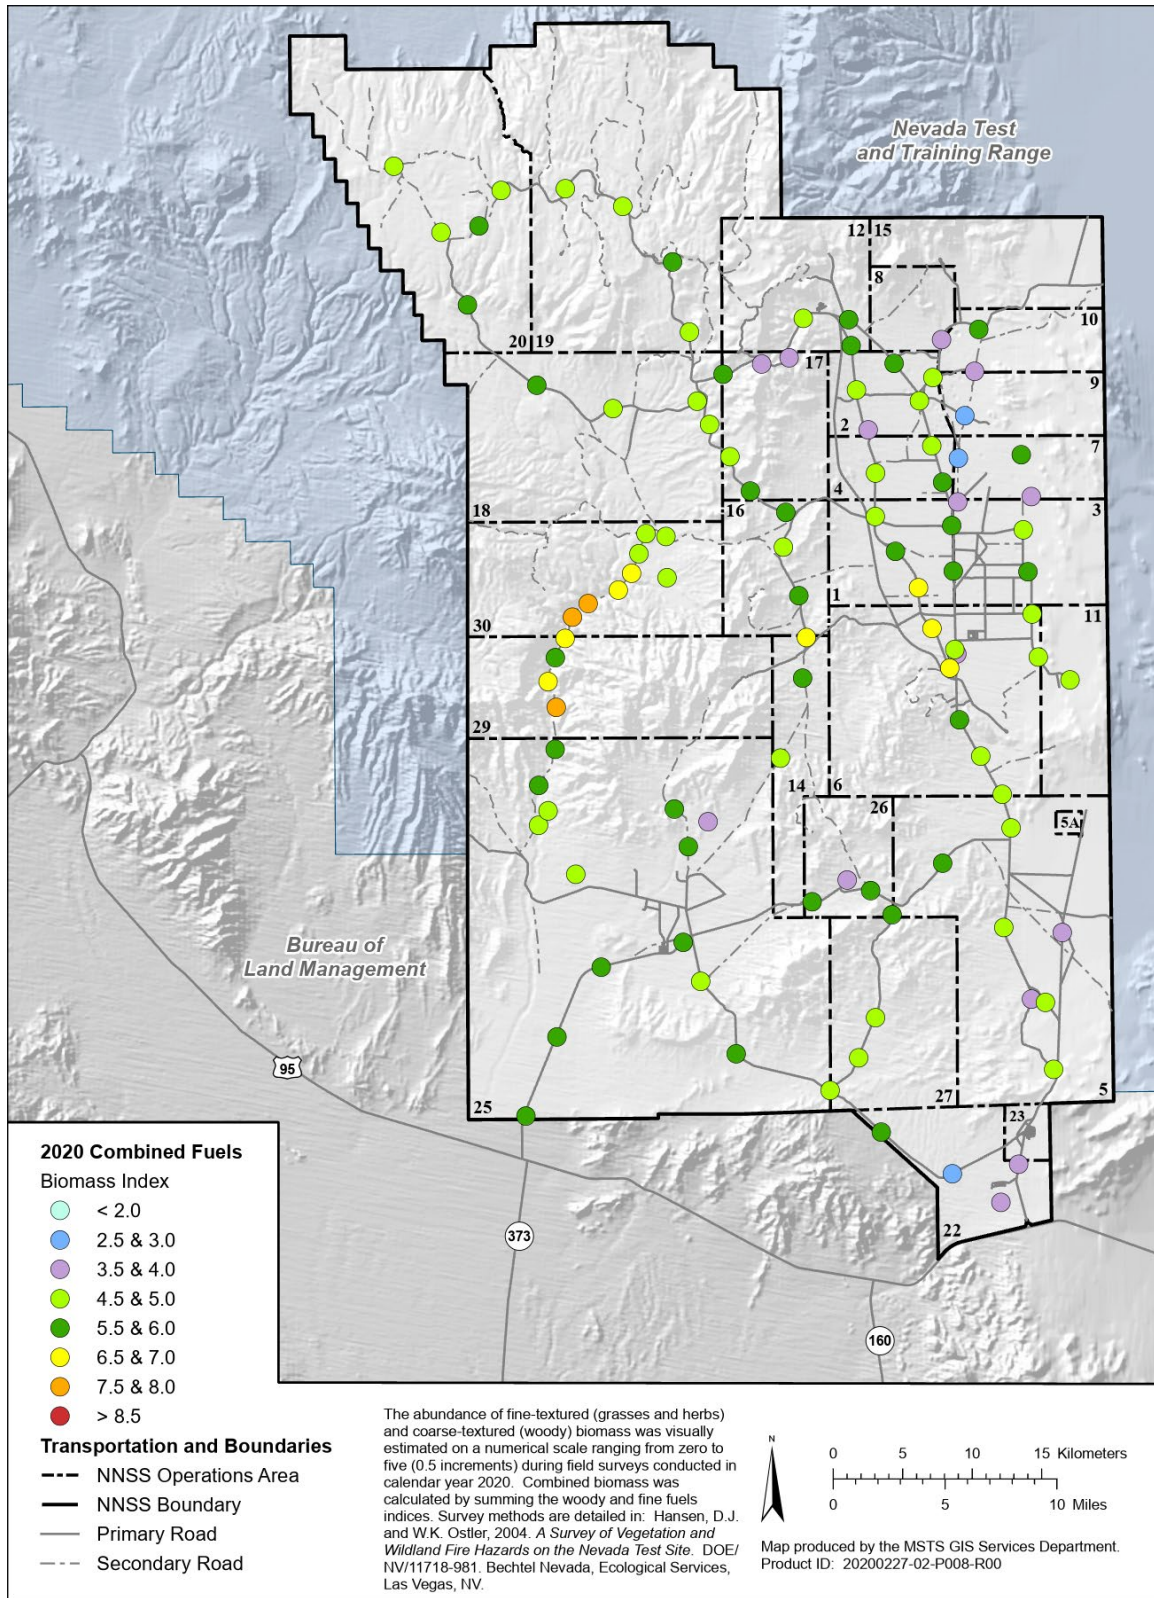 Nevada Test
and Training Range
12
15
8
10
20
19
17
9
2
7
18
16
4
3
1
11
30
29
14
6
26
5A
Bureau of
Land Management
95
25
27
5
23
22
373
160
2020 Combined Fuels
Biomass Index
< 2.0
2.5 & 3.0
3.5 & 4.0
4.5 & 5.0
5.5 & 6.0
6.5 & 7.0
7.5 & 8.0
> 8.5
Transportation and Boundaries
NNSS Operations Area
NNSS Boundary
Primary Road
Secondary Road
The abundance of fine-textured (grasses and herbs)
and coarse-textured (woody) biomass was visually
estimated on a numerical scale ranging from zero to
five (0.5 increments) during field surveys conducted in
calendar year 2020. Combined biomass was
calculated by summing the woody and fine fuels
indices. Survey methods are detailed in: Hansen, D.J.
and W.K. Ostler, 2004. A Survey of Vegetation and
Wildland Fire Hazards on the Nevada Test Site. DOE/
NV/11718-981. Bechtel Nevada, Ecological Services,
Las Vegas, NV.
N
0 5 10 15 Kilometers
0 5 10 Miles
Map produced by the MSTS GIS Services Department.
Product ID: 20200227-02-P008-R00